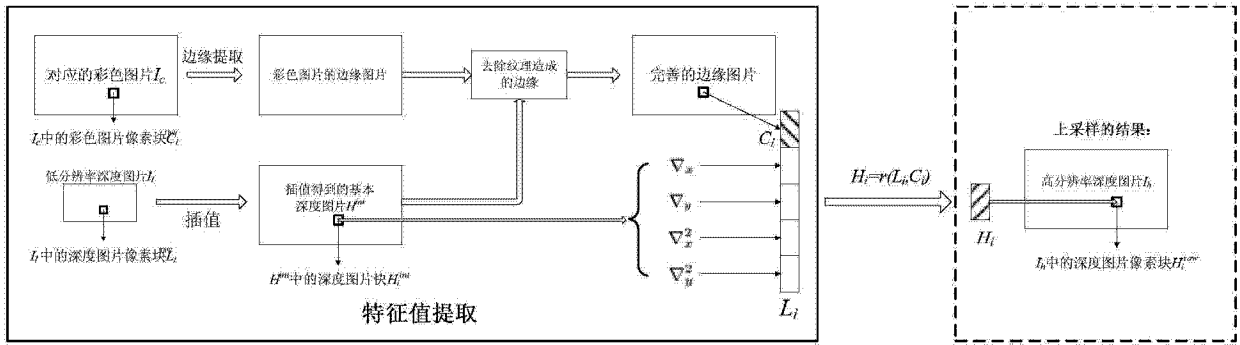 对应的彩色图片I_c
边缘提取
彩色图片的边缘图片
去除纹理造成
的边缘
完善的边缘图片
I_c中的彩色图片像素块
C_i
低分辨率深度图片I_l
插值
插值得到的基本
深度图片H^{int}
∇_x
∇_y
∇_x^2
∇_y^2
I_l中的深度图片像素块
H^{int}中的深度图片快H_i^{int}
L_i
特征值提取
H_i=r(L_i,C_i)
上采样的结果:
高分辨率深度图片I_h
H_i
I_h中的深度图片像素块